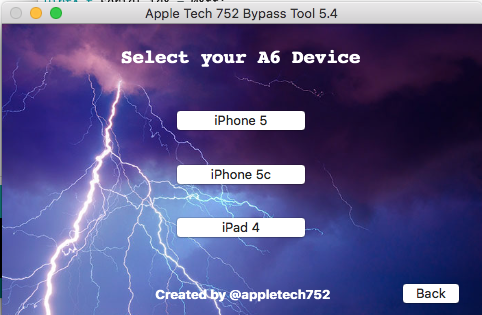 Apple Tech 752 Bypass Tool 5.4
Select your A6 Device
iPhone 5
iPhone 5c
iPad 4
Created by @appletech752
Back